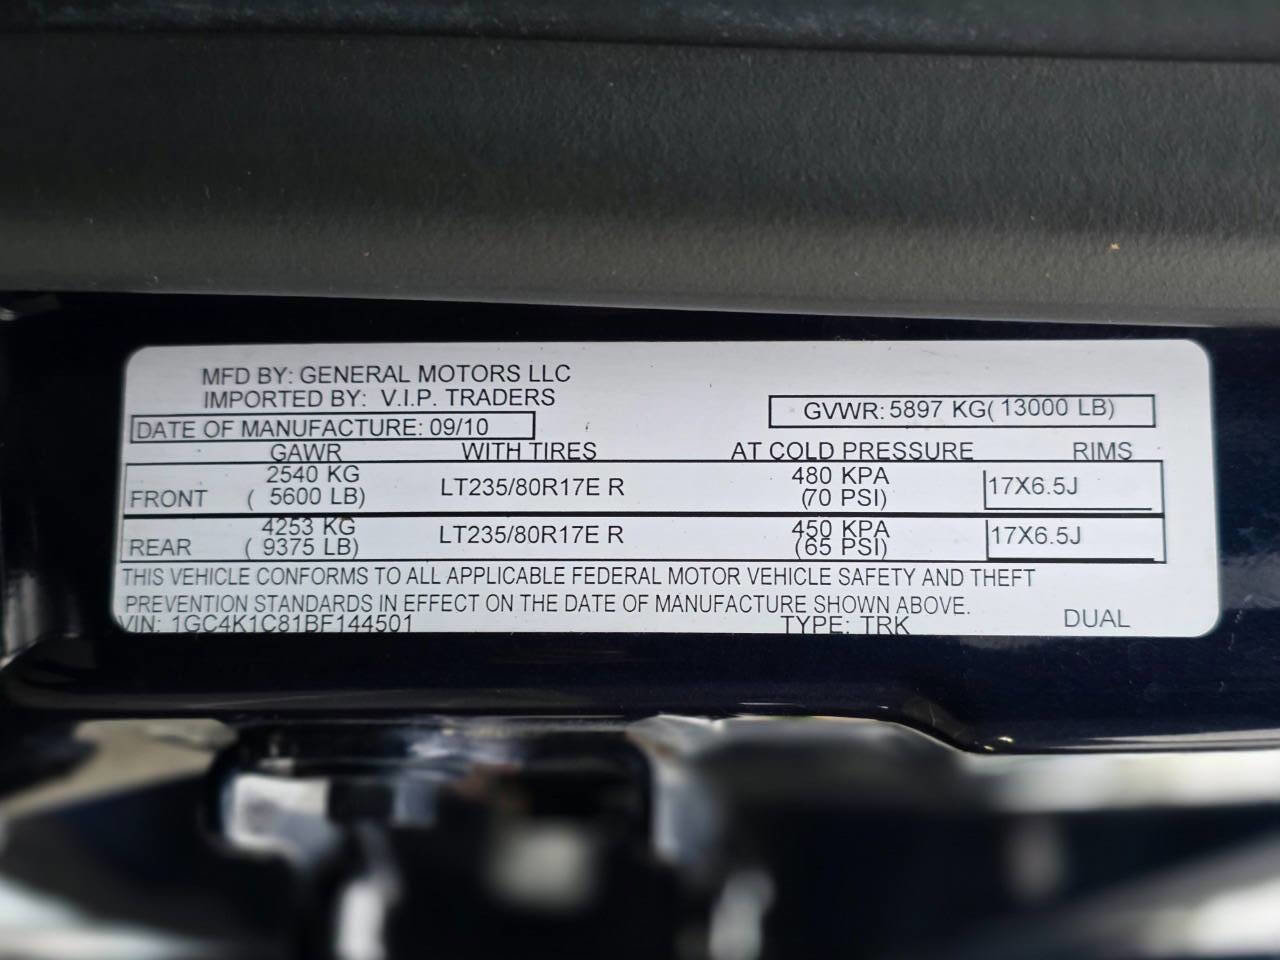 MFD BY: GENERAL MOTORS LLC
IMPORTED BY: V.I.P. TRADERS
GVWR: 5897 KG( 13000 LB)
DATE OF MANUFACTURE: 09/10
GAWR WITH TIRES AT COLD PRESSURE RIMS
2540 KG 480 KPA
FRONT ( 5600 LB) LT235/80R17E R (70 PSI) 17X6.5J
4253 KG 450 KPA
REAR ( 9375 LB) LT235/80R17E R (65 PSI) 17X6.5J
THIS VEHICLE CONFORMS TO ALL APPLICABLE FEDERAL MOTOR VEHICLE SAFETY AND THEFT
PREVENTION STANDARDS IN EFFECT ON THE DATE OF MANUFACTURE SHOWN ABOVE.
VIN: 1GC4K1C81BF144501 TYPE: TRK DUAL